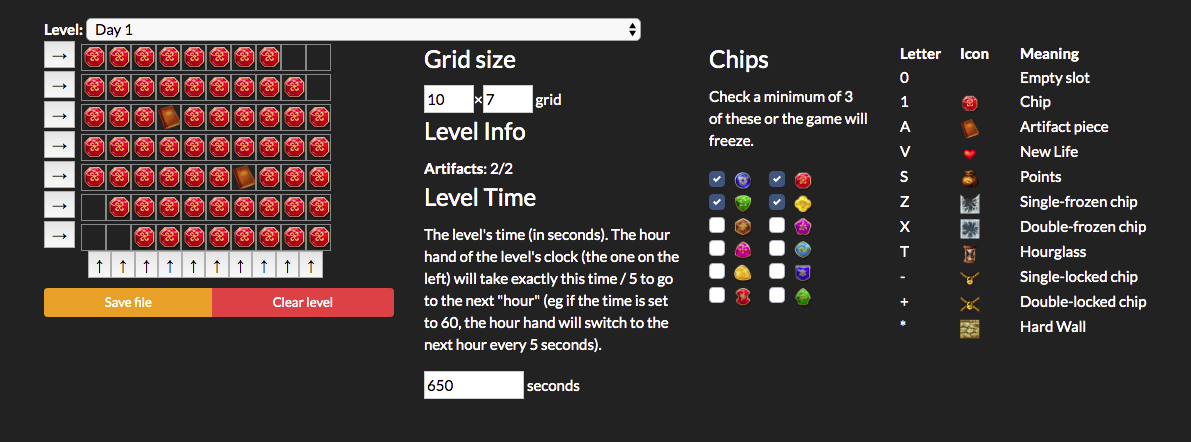 Level: Day 1
→
→
→
→
→
→
→
↑ ↑ ↑ ↑ ↑ ↑ ↑ ↑ ↑ ↑
Save file Clear level
Grid size
10 × 7 grid
Level Info
Artifacts: 2/2
Level Time
The level's time (in seconds). The hour
hand of the level's clock (the one on the
left) will take exactly this time / 5 to go
to the next "hour" (eg if the time is set
to 60, the hour hand will switch to the
next hour every 5 seconds).
650 seconds
Chips
Check a minimum of 3
of these or the game will
freeze.
Letter Icon Meaning
0 Empty slot
1 Chip
A Artifact piece
V New Life
S Points
Z Single-frozen chip
X Double-frozen chip
T Hourglass
- Single-locked chip
+ Double-locked chip
* Hard Wall